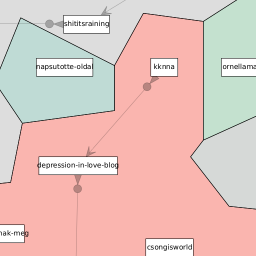 shititsraining
napsutotte-oldal
kknna
ornellama
depression-in-love-blog
nak-meg
csongisworld